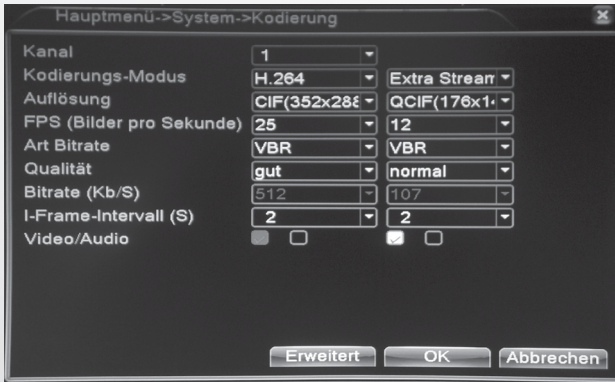 Hauptmenü->System->Kodierung
Kanal 1
Kodierungs-Modus H.264 Extra Stream
Auflösung CIF(352x288 QCIF(176x1
FPS (Bilder pro Sekunde) 25 12
Art Bitrate VBR VBR
Qualität gut normal
Bitrate (Kb/S) 512 107
I-Frame-Intervall (S) 2 2
Video/Audio
Erweitert OK Abbrechen